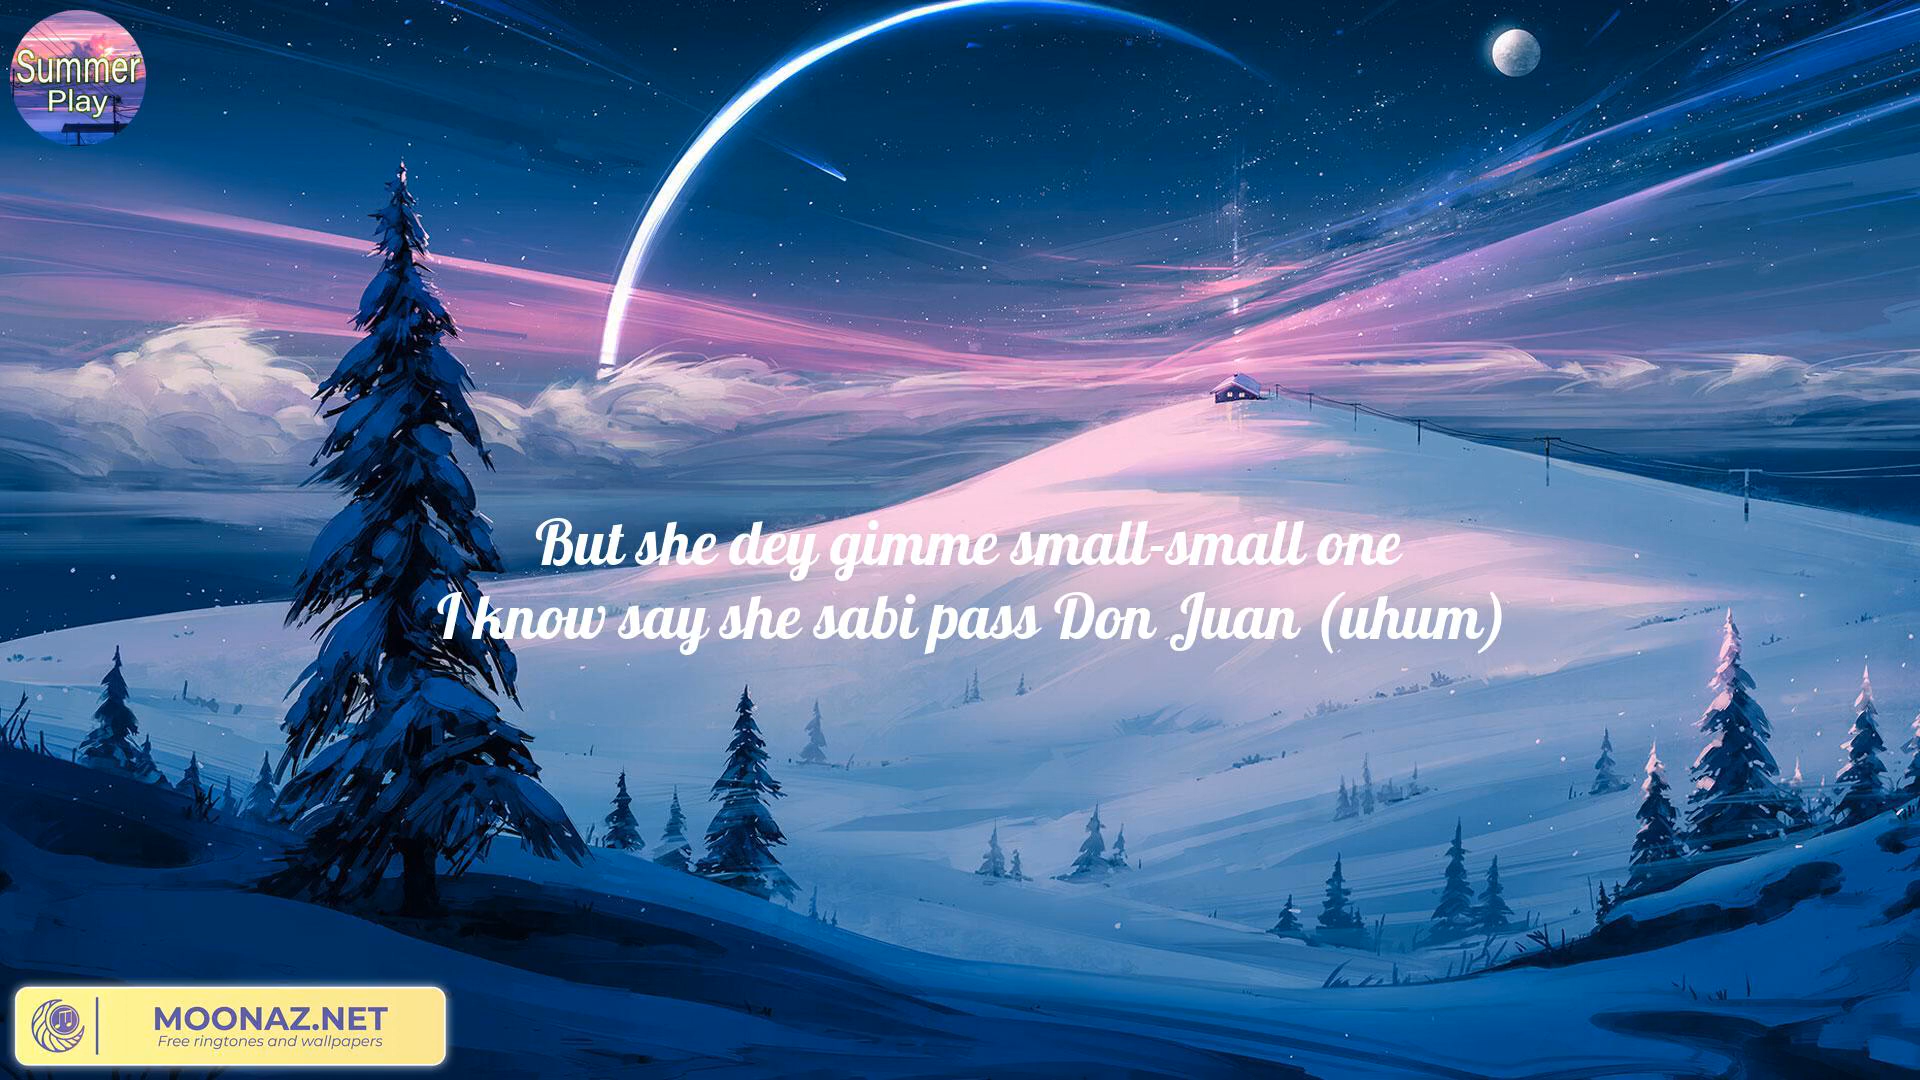 Summer
Play
But she dey gimme small-small one
I know say she sabi pass Don Juan (uhum)
MOONAZ.NET
Free ringtones and wallpapers